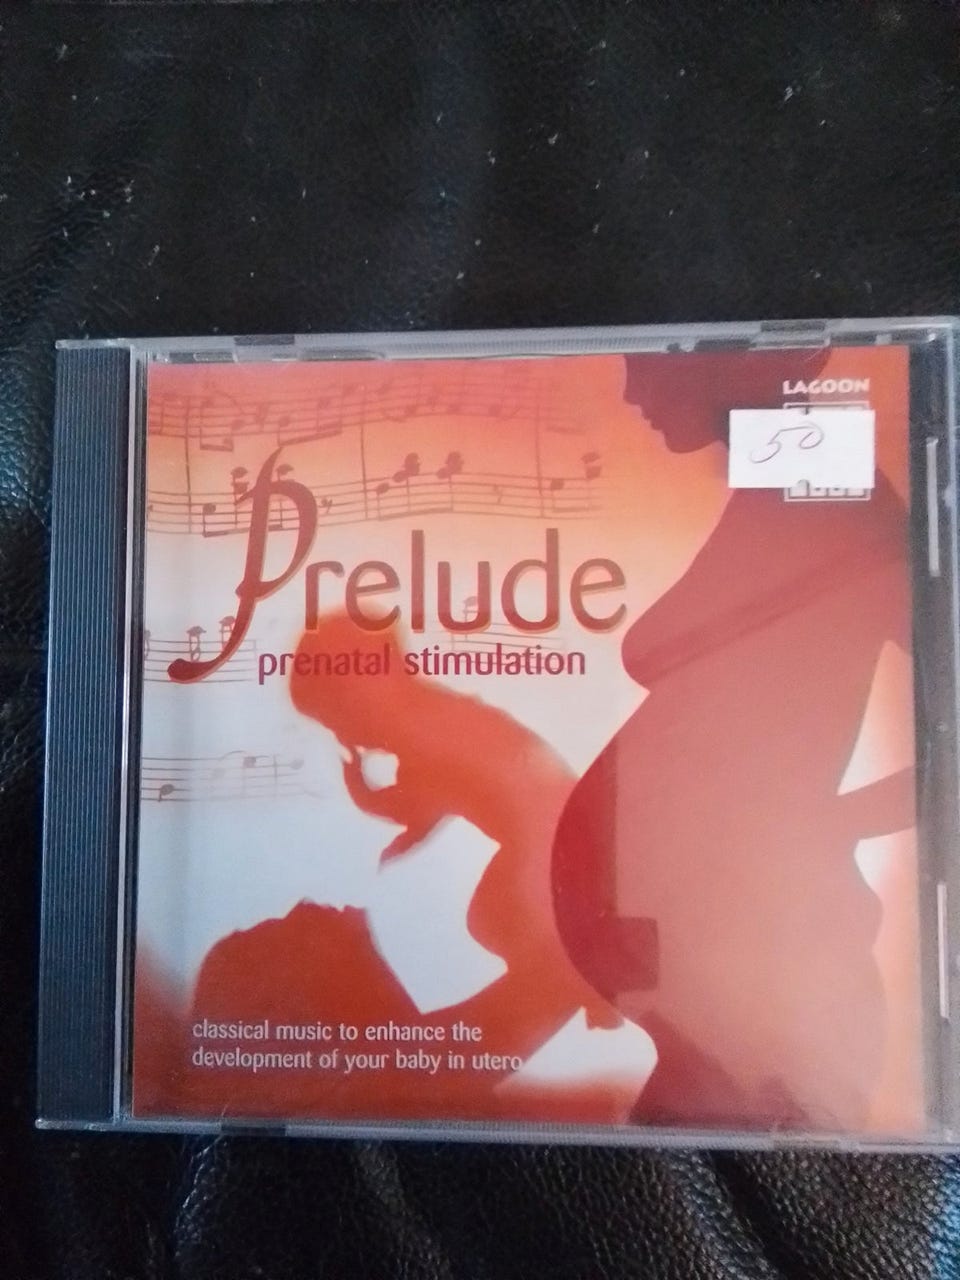 LAGOON
50
Prelude
prenatal stimulation
classical music to enhance the
development of your baby in utero